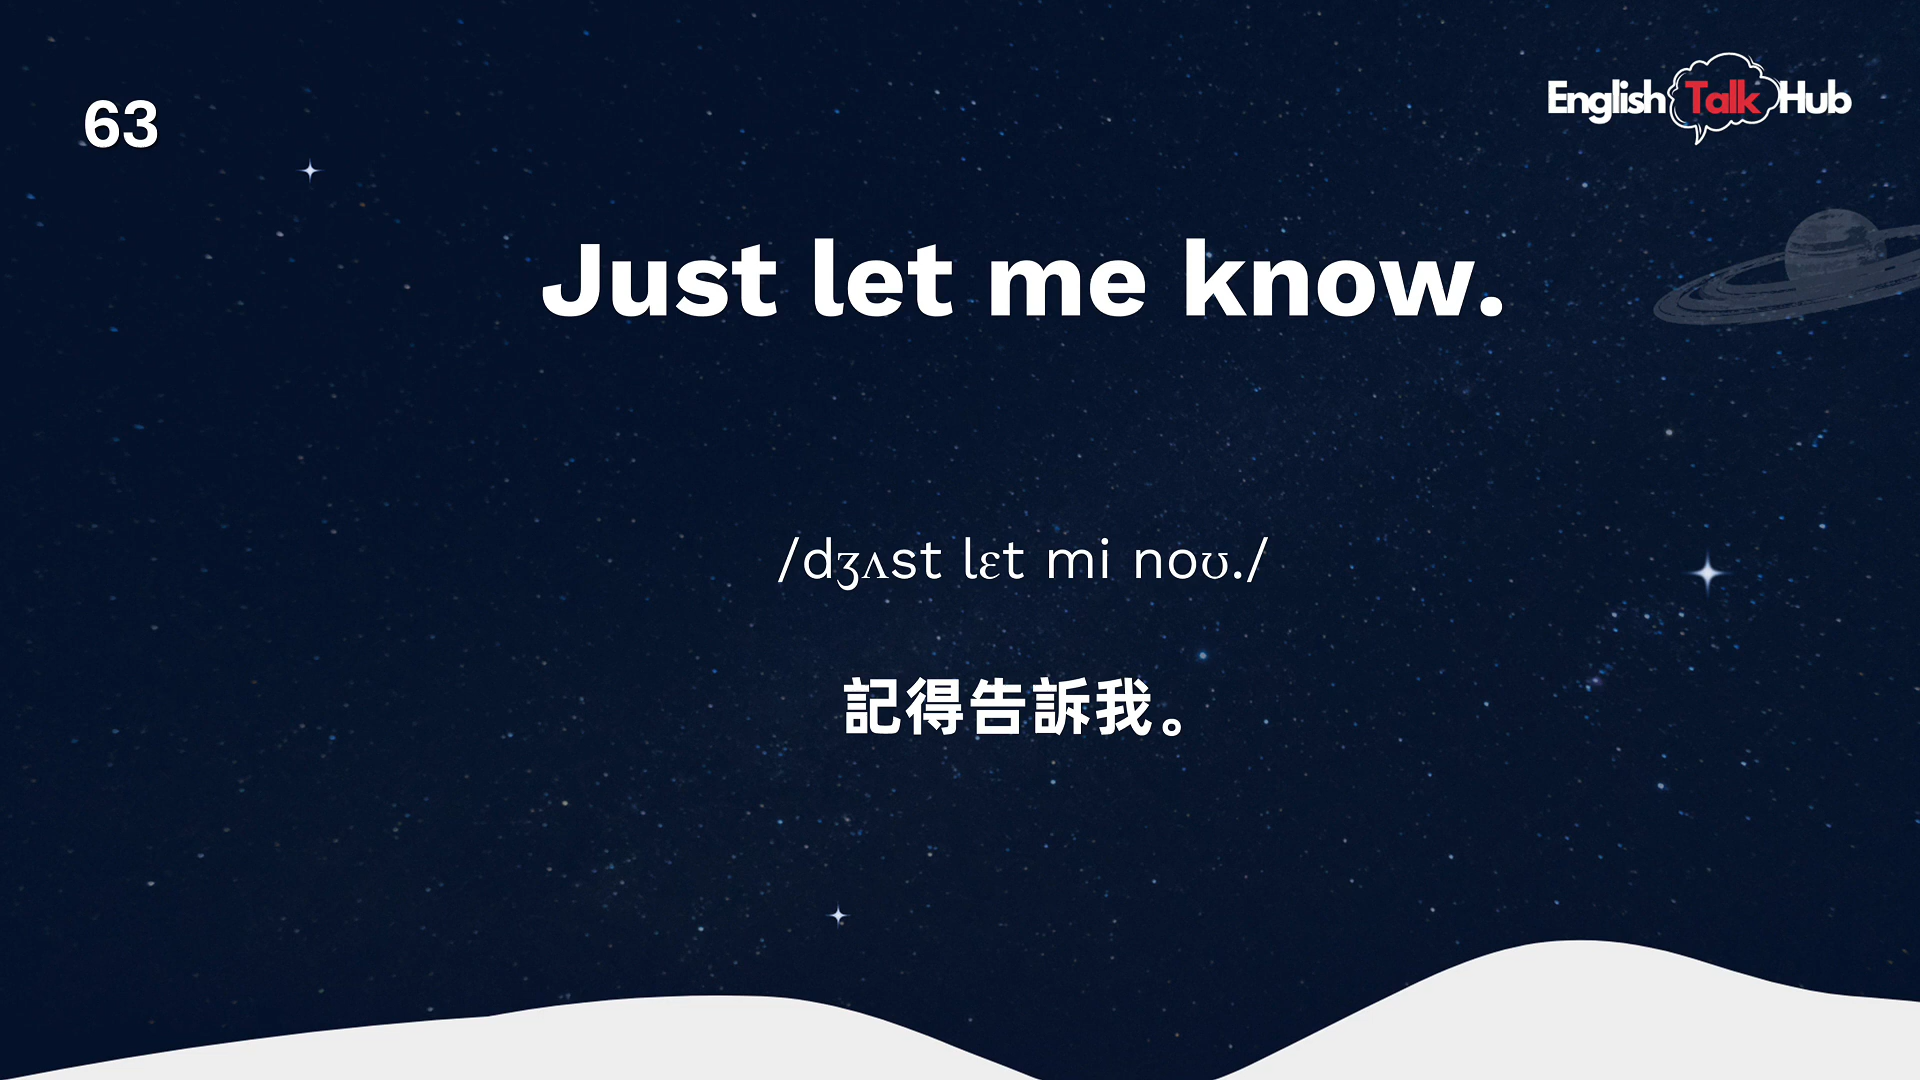 63
English Talk Hub
Just let me know.
/dʒʌst lɛt mi noʊ./
記得告訴我。